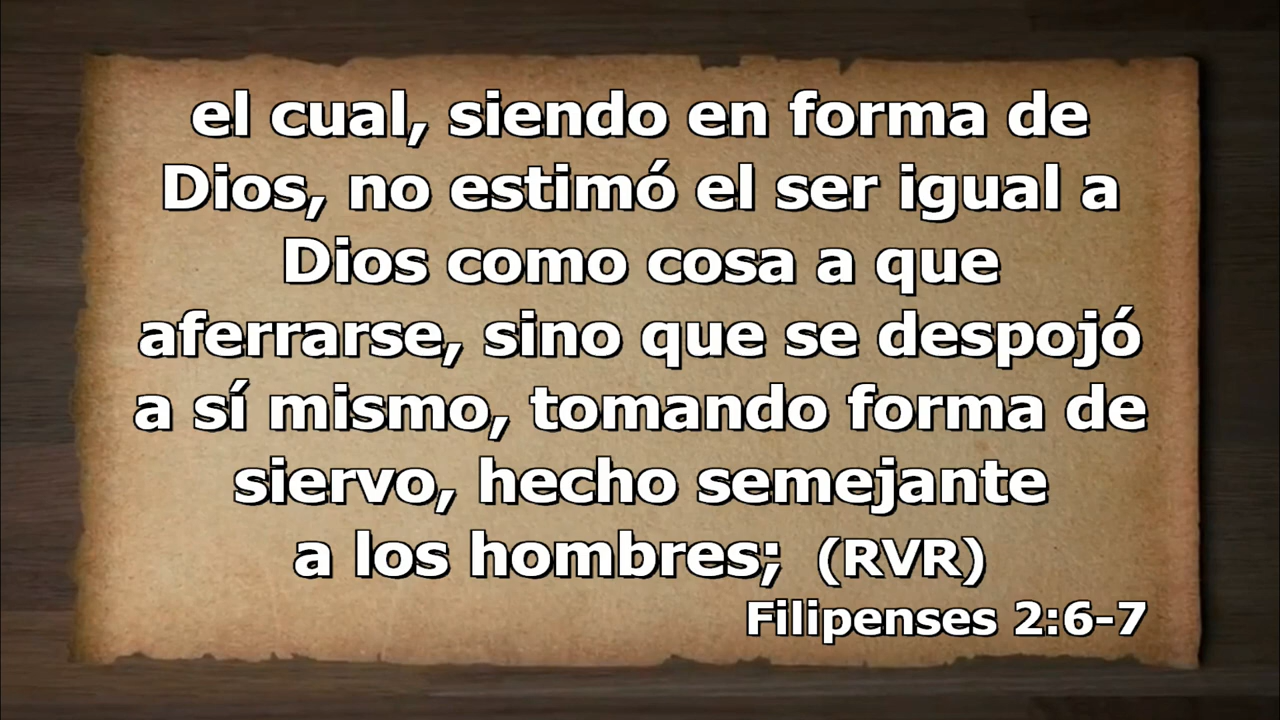 el cual, siendo en forma de
Dios, no estimó el ser igual a
Dios como cosa a que
aferrarse, sino que se despojó
a sí mismo, tomando forma de
siervo, hecho semejante
a los hombres; (RVR)
Filipenses 2:6-7